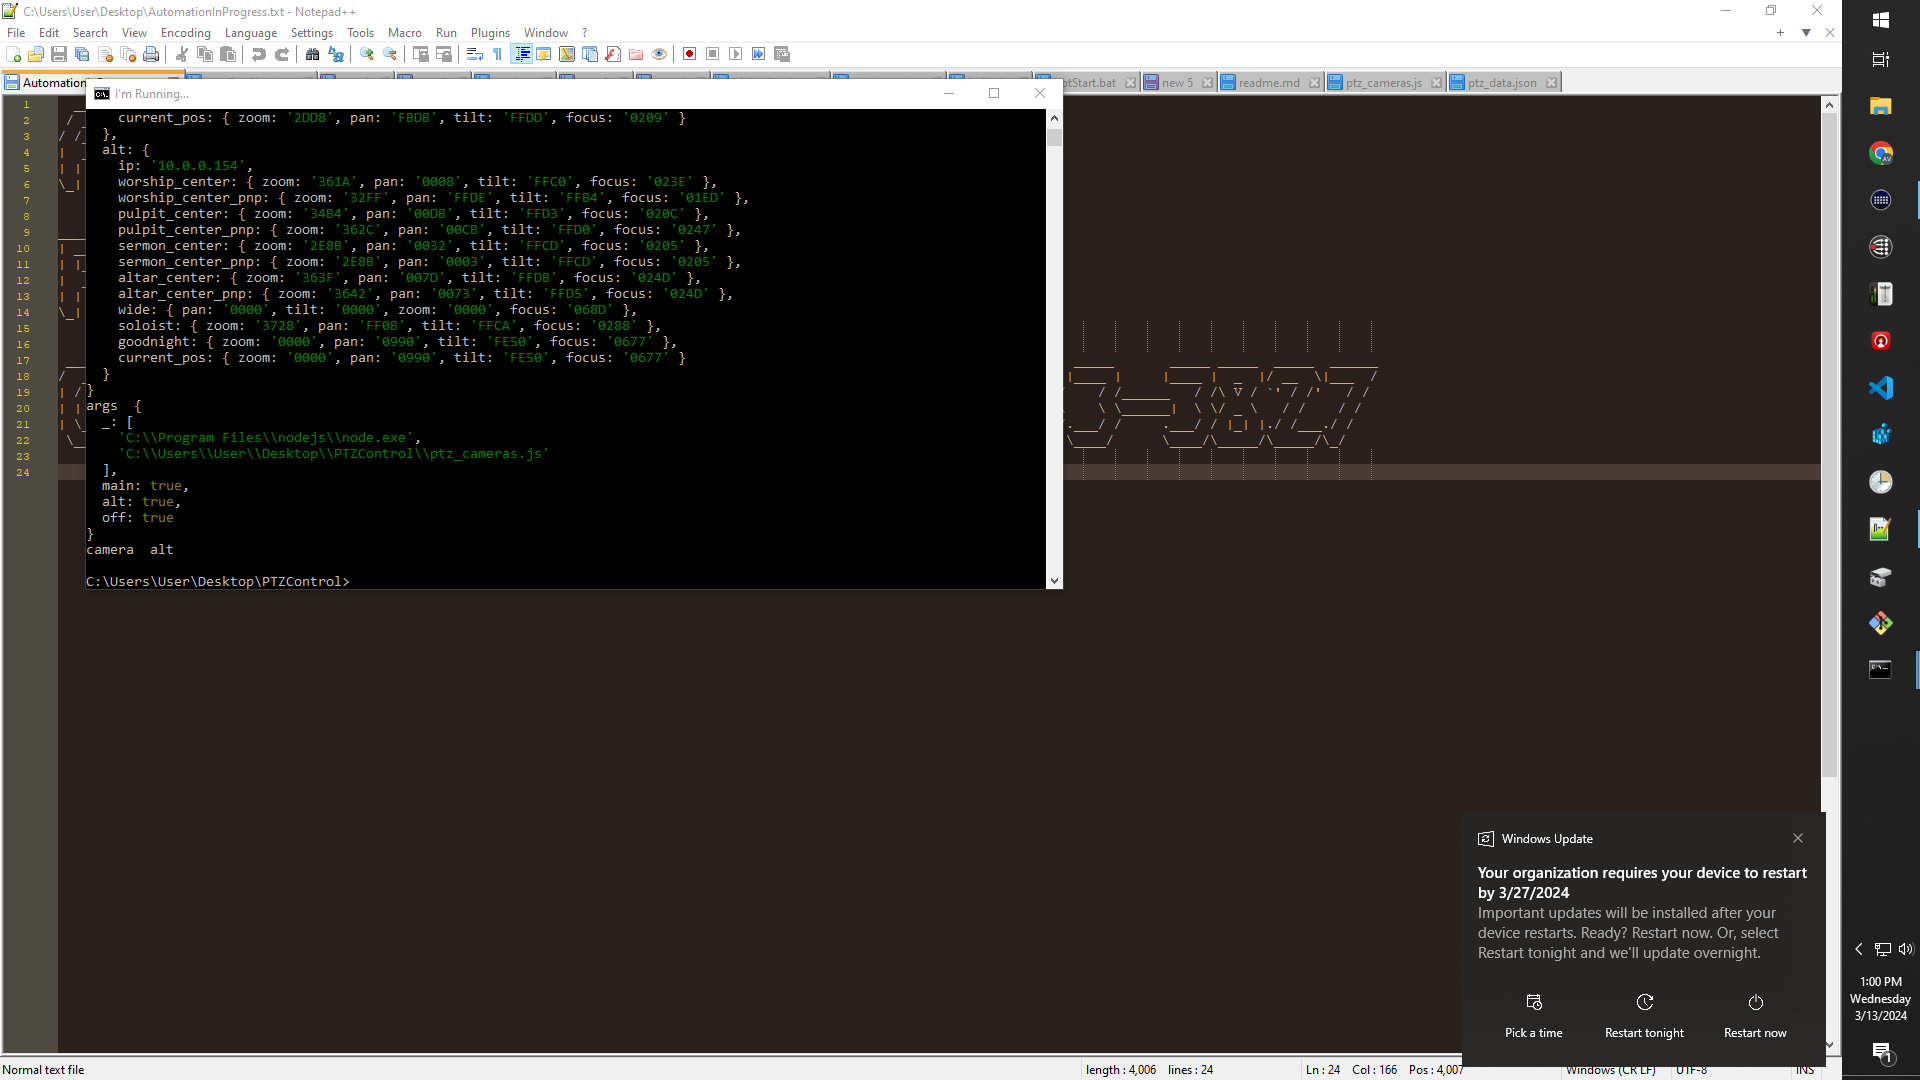 C:\Users\User\Desktop\AutomationInProgress.txt - Notepad++
File Edit Search View Encoding Language Settings Tools Macro Run Plugins Window ?
new 5 readme.md ptz_cameras.js ptz_data.json
I'm Running...
current_pos: { zoom: '2DD8', pan: 'FBDB', tilt: 'FFDD', focus: '0209' }
},
alt: {
ip: '10.0.0.154',
worship_center: { zoom: '361A', pan: '0008', tilt: 'FFC0', focus: '023E' },
worship_center_pnp: { zoom: '32FF', pan: 'FFDE', tilt: 'FFB4', focus: '01ED' },
pulpit_center: { zoom: '34B4', pan: '00DB', tilt: 'FFD3', focus: '020C' },
pulpit_center_pnp: { zoom: '362C', pan: '00CB', tilt: 'FFD0', focus: '0247' },
sermon_center: { zoom: '2E8B', pan: '0032', tilt: 'FFCD', focus: '0205' },
sermon_center_pnp: { zoom: '2E8B', pan: '0003', tilt: 'FFCD', focus: '0205' },
altar_center: { zoom: '363F', pan: '007D', tilt: 'FFDB', focus: '024D' },
altar_center_pnp: { zoom: '3642', pan: '0073', tilt: 'FFD5', focus: '024D' },
wide: { pan: '0000', tilt: '0000', zoom: '0000', focus: '068D' },
soloist: { zoom: '3728', pan: 'FF0B', tilt: 'FFCA', focus: '0288' },
goodnight: { zoom: '0000', pan: '0990', tilt: 'FE50', focus: '0677' },
current_pos: { zoom: '0000', pan: '0990', tilt: 'FE50', focus: '0677' }
}
}
args {
_: [
'C:\\Program Files\\nodejs\\node.exe',
'C:\\Users\\User\\Desktop\\PTZControl\\ptz_cameras.js'
],
main: true,
alt: true,
off: true
}
camera alt
C:\Users\User\Desktop\PTZControl>
1
2
3
4
5
6
7
8
9
10
11
12
13
14
15
16
17
18
19
20
21
22
23
24
Windows Update
Your organization requires your device to restart
by 3/27/2024
Important updates will be installed after your
device restarts. Ready? Restart now. Or, select
Restart tonight and we'll update overnight.
Pick a time Restart tonight Restart now
1:00 PM
Wednesday
3/13/2024
1
Normal text file length : 4,006 lines : 24 Ln : 24 Col : 166 Pos : 4,007 Windows (CR LF) UTF-8 INS